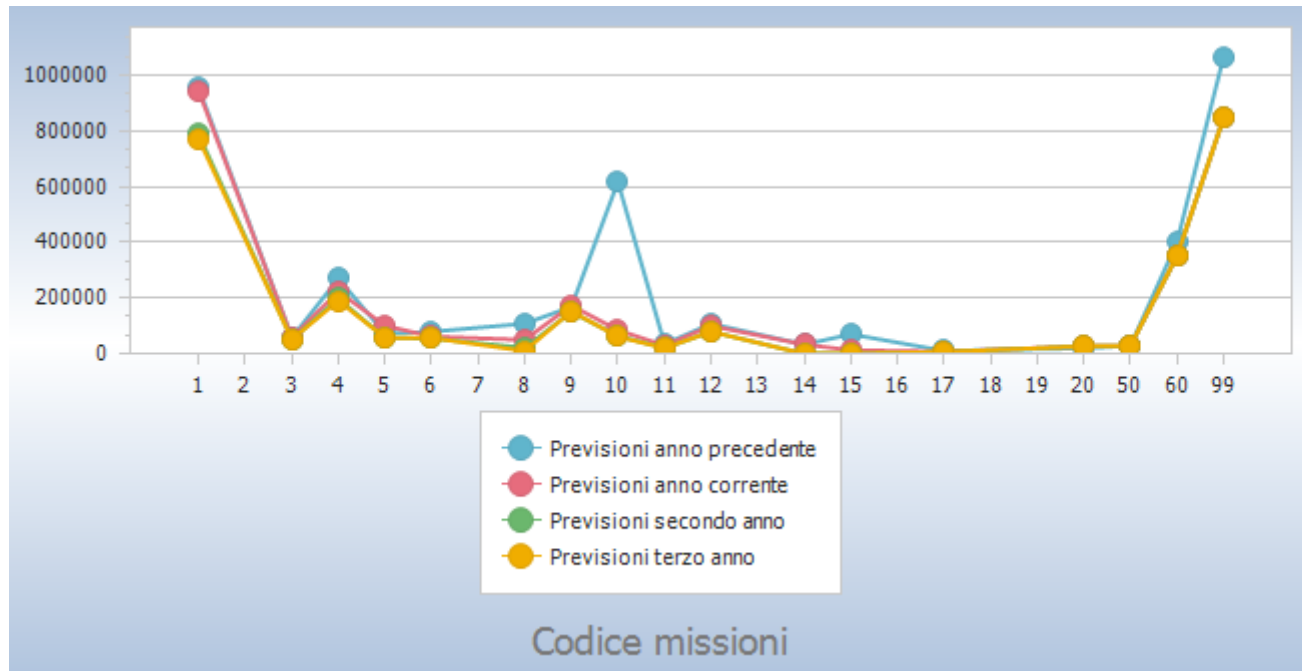 1000000
800000
600000
400000
200000
0
1 2 3 4 5 6 7 8 9 10 11 12 13 14 15 16 17 18 19 20 50 60 99
Previsioni anno precedente
Previsioni anno corrente
Previsioni secondo anno
Previsioni terzo anno
Codice missioni